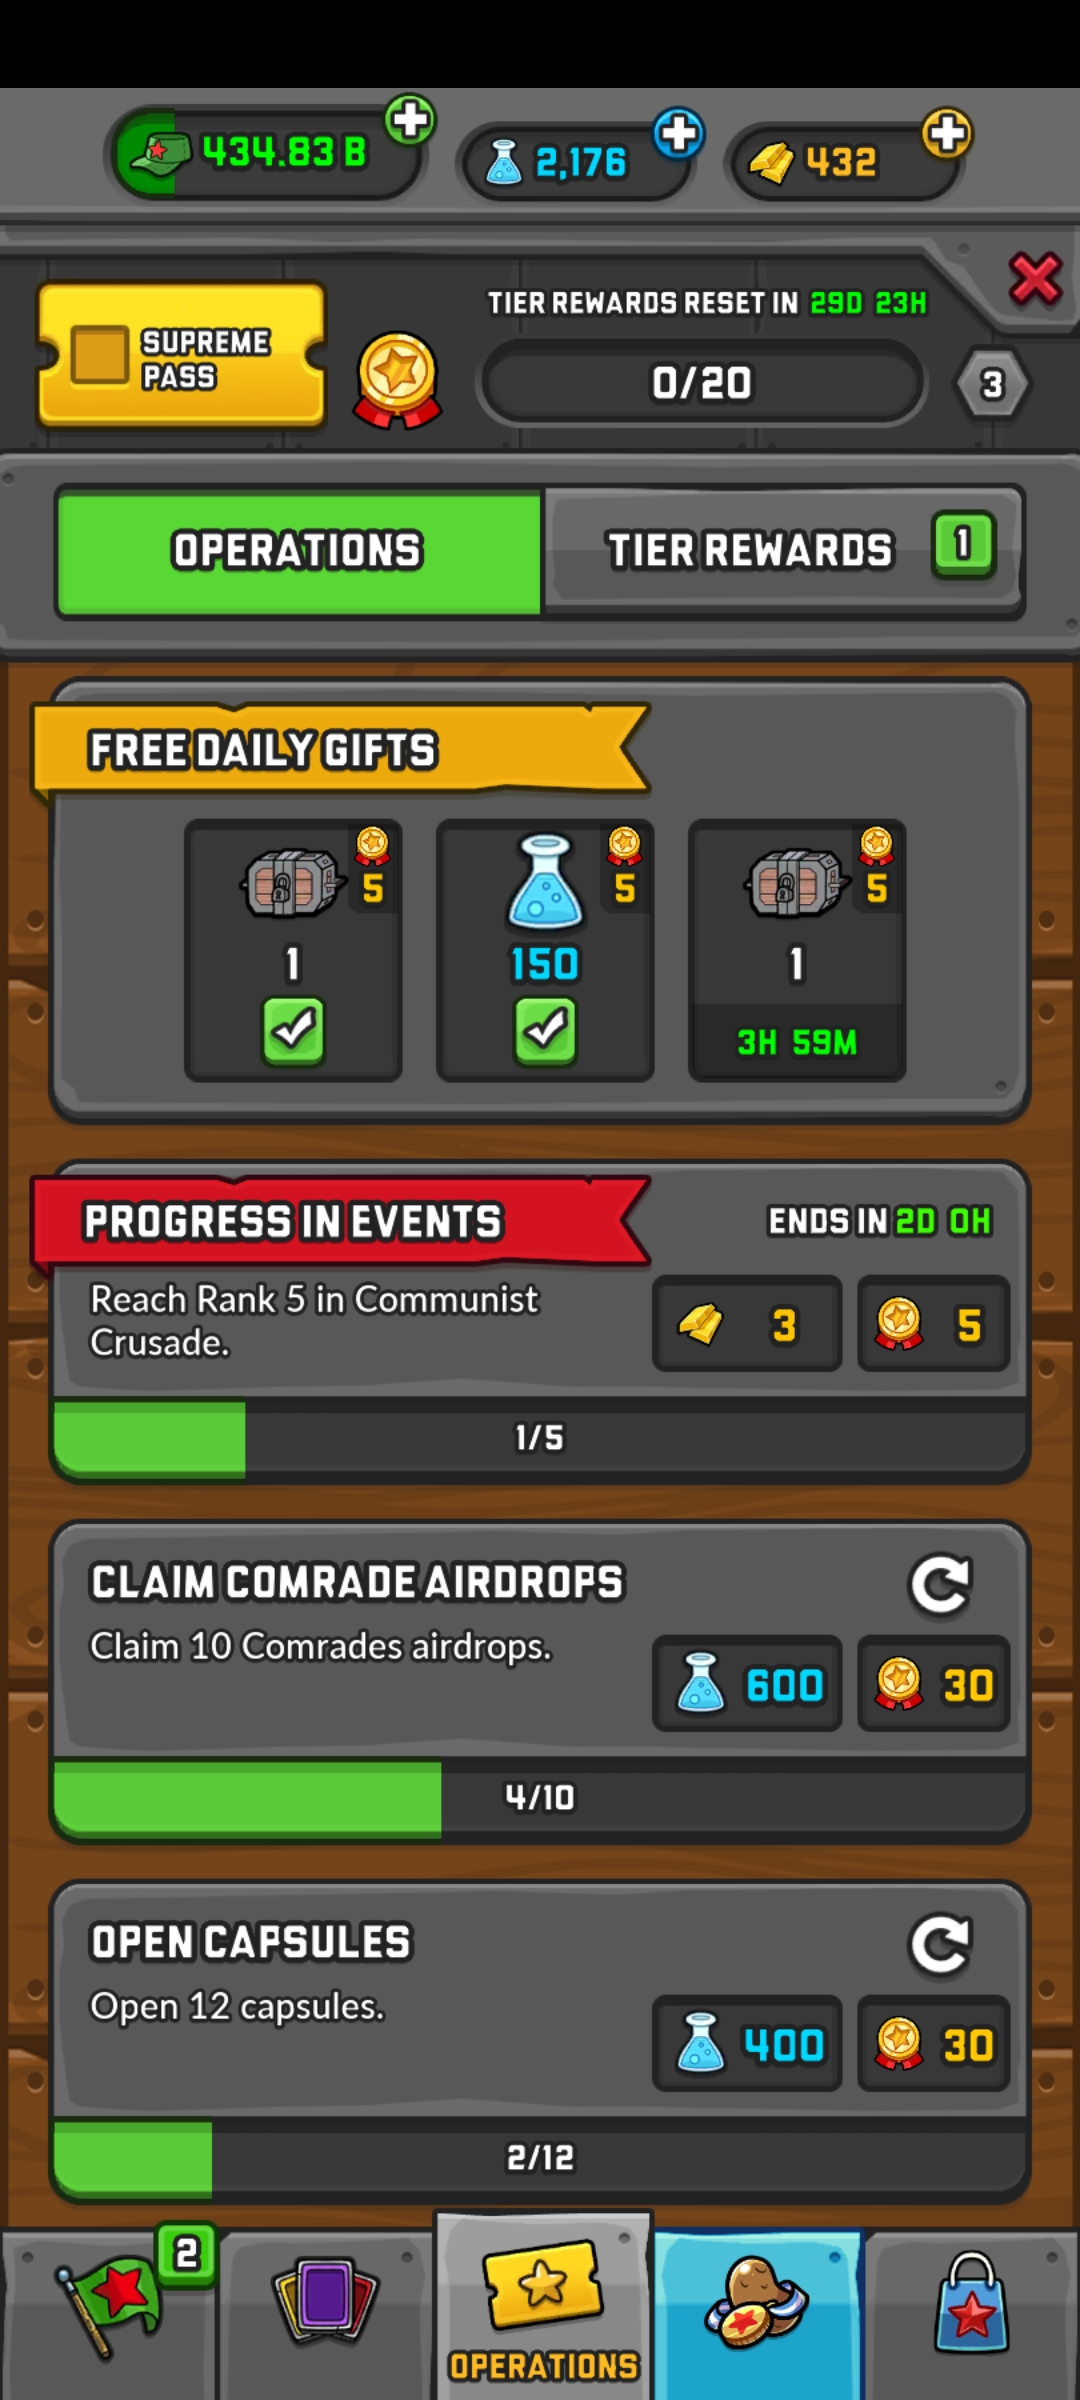 434.83 B
2,176
432
TIER REWARDS RESET IN 29D 23H
SUPREME
PASS
0/20
3
OPERATIONS
TIER REWARDS
1
FREE DAILY GIFTS
5
5
5
1
150
1
3H 59M
PROGRESS IN EVENTS
ENDS IN 2D 0H
Reach Rank 5 in Communist
Crusade.
3
5
1/5
CLAIM COMRADE AIRDROPS
Claim 10 Comrades airdrops.
600
30
4/10
OPEN CAPSULES
Open 12 capsules.
400
30
2/12
2
OPERATIONS